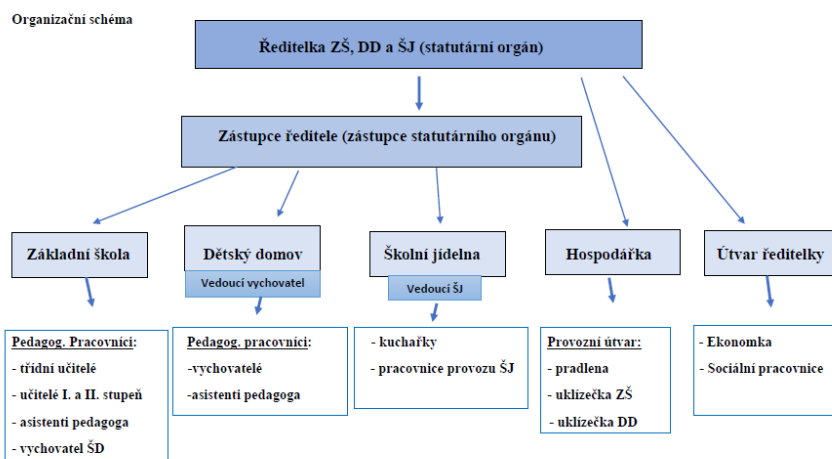 Organizační schéma
Ředitelka ZŠ, DD a ŠJ (statutární orgán)
Zástupce ředitele (zástupce statutárního orgánu)
Základní škola
Dětský domov
Vedoucí vychovatel
Školní jídelna
Vedoucí ŠJ
Hospodářka
Útvar ředitelky
Pedagog. Pracovníci:
- třídní učitelé
- učitelé I. a II. stupeň
- asistenti pedagoga
- vychovatel ŠD
Pedagog. pracovníci:
-vychovatelé
-asistenti pedagoga
- kuchařky
- pracovnice provozu ŠJ
Provozní útvar:
- pradlena
- uklízečka ZŠ
- uklízečka DD
- Ekonomka
- Sociální pracovnice